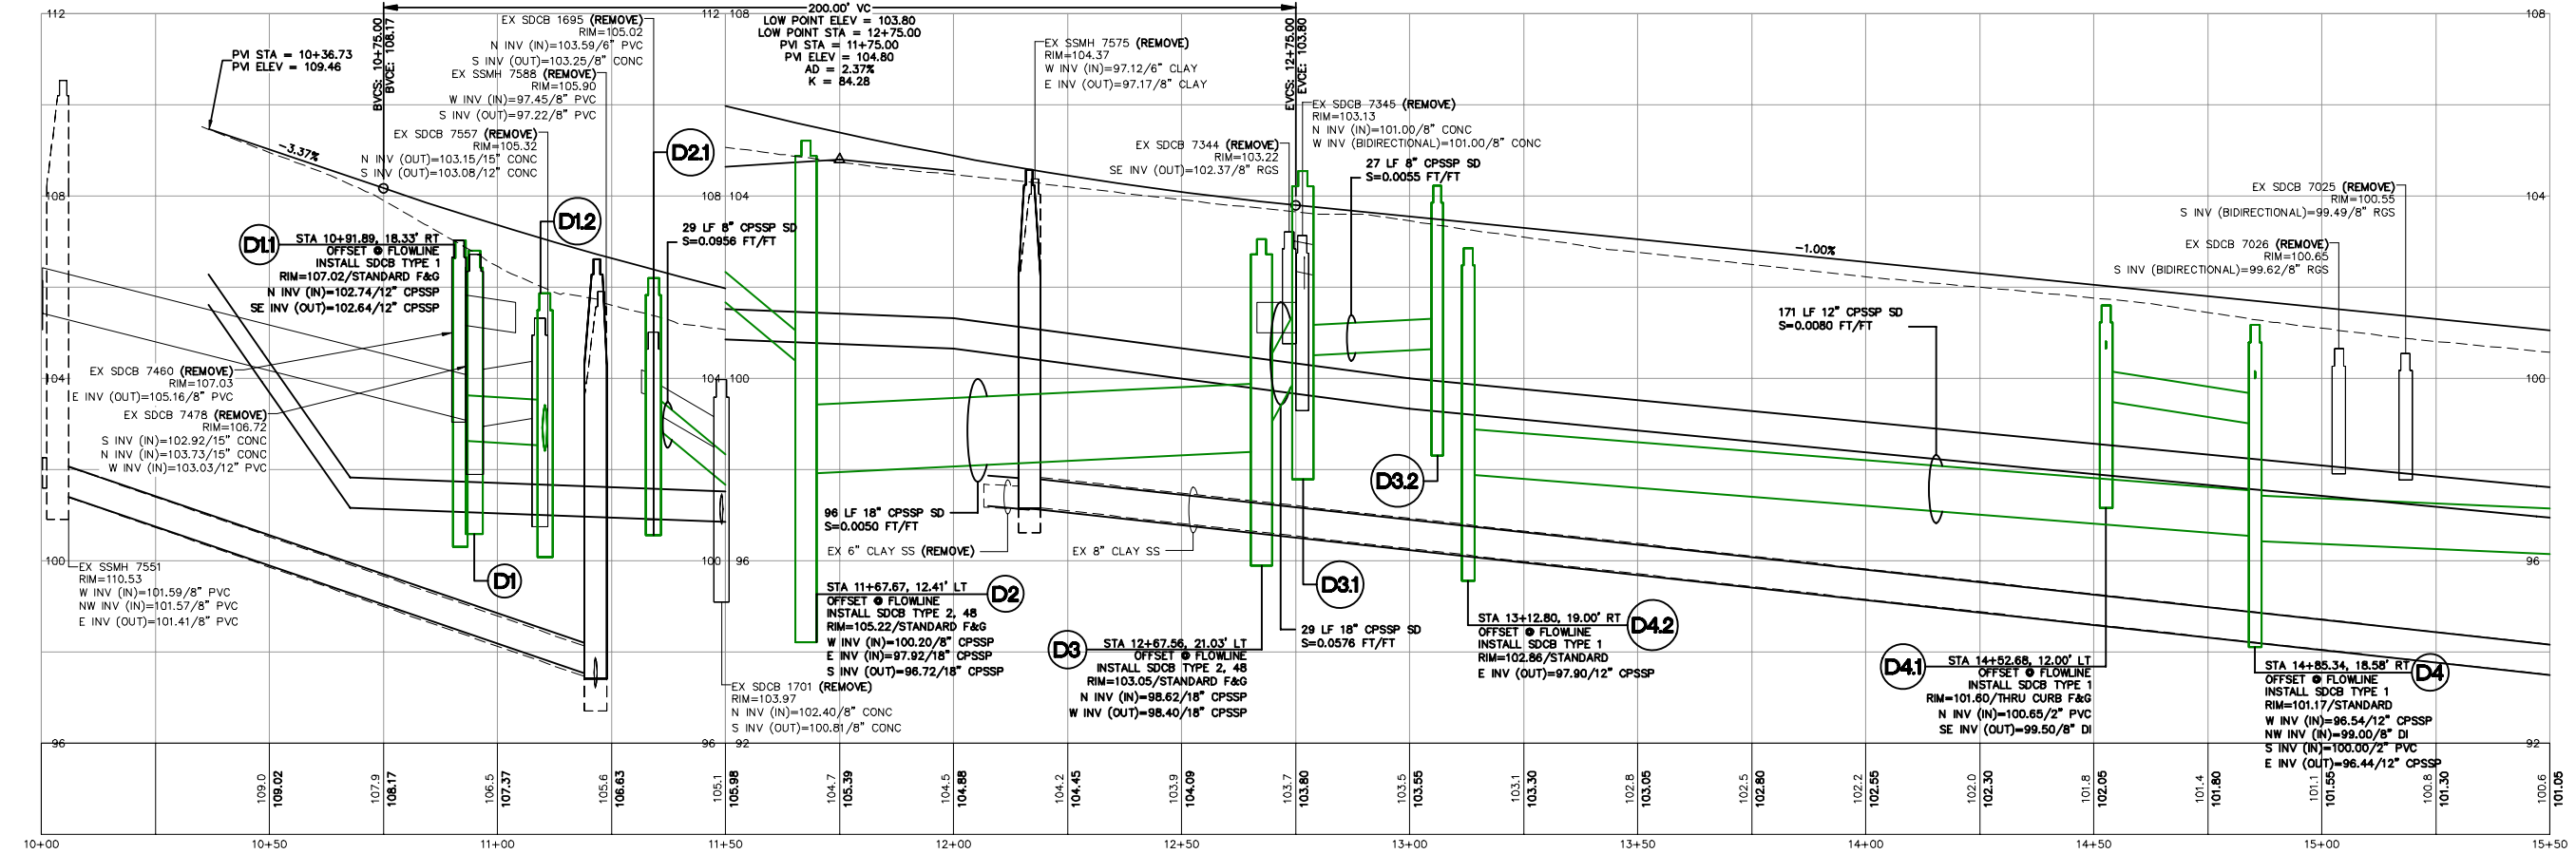 112
112
108
108
200.00' VC
LOW POINT ELEV = 103.80
LOW POINT STA = 12+75.00
PVI STA = 11+75.00
PVI ELEV = 104.80
AD = 2.37%
K = 84.28
BVCS: 10+75.00
BVCE: 108.17
EVCS: 12+75.00
EVCE: 103.80
PVI STA = 10+36.73
PVI ELEV = 109.46
-3.37%
EX SDCB 1695 (REMOVE)
RIM=105.02
N INV (IN)=103.59/6" PVC
S INV (OUT)=103.25/8" CONC
EX SSMH 7588 (REMOVE)
RIM=105.90
W INV (IN)=97.45/8" PVC
S INV (OUT)=97.22/8" PVC
EX SDCB 7557 (REMOVE)
RIM=105.32
N INV (OUT)=103.15/15" CONC
S INV (OUT)=103.08/12" CONC
D2.1
D1.2
29 LF 8" CPSSP SD
S=0.0956 FT/FT
EX SSMH 7575 (REMOVE)
RIM=104.37
W INV (IN)=97.12/6" CLAY
E INV (OUT)=97.17/8" CLAY
EX SDCB 7345 (REMOVE)
RIM=103.13
N INV (IN)=101.00/8" CONC
W INV (BIDIRECTIONAL)=101.00/8" CONC
EX SDCB 7344 (REMOVE)
RIM=103.22
SE INV (OUT)=102.37/8" RGS
27 LF 8" CPSSP SD
S=0.0055 FT/FT
EX SDCB 7025 (REMOVE)
RIM=100.55
S INV (BIDIRECTIONAL)=99.49/8" RGS
EX SDCB 7026 (REMOVE)
RIM=100.65
S INV (BIDIRECTIONAL)=99.62/8" RGS
-1.00%
171 LF 12" CPSSP SD
S=0.0080 FT/FT
108
108
104
104
D1.1
STA 10+91.89, 18.33' RT
OFFSET @ FLOWLINE
INSTALL SDCB TYPE 1
RIM=107.02/STANDARD F&G
N INV (IN)=102.74/12" CPSSP
SE INV (OUT)=102.64/12" CPSSP
EX SDCB 7460 (REMOVE)
RIM=107.03
E INV (OUT)=105.16/8" PVC
EX SDCB 7478 (REMOVE)
RIM=106.72
S INV (IN)=102.92/15" CONC
N INV (IN)=103.73/15" CONC
W INV (IN)=103.03/12" PVC
104
104
100
100
D3.2
96 LF 18" CPSSP SD
S=0.0050 FT/FT
EX 6" CLAY SS (REMOVE)
EX 8" CLAY SS
100
100
96
96
EX SSMH 7551
RIM=110.53
W INV (IN)=101.59/8" PVC
NW INV (IN)=101.57/8" PVC
E INV (OUT)=101.41/8" PVC
D1
STA 11+67.67, 12.41' LT
OFFSET @ FLOWLINE
INSTALL SDCB TYPE 2, 48
RIM=105.22/STANDARD F&G
W INV (IN)=100.20/8" CPSSP
E INV (IN)=97.92/18" CPSSP
S INV (OUT)=96.72/18" CPSSP
D2
EX SDCB 1701 (REMOVE)
RIM=103.97
N INV (IN)=102.40/8" CONC
S INV (OUT)=100.81/8" CONC
D3
STA 12+67.56, 21.03' LT
OFFSET @ FLOWLINE
INSTALL SDCB TYPE 2, 48
RIM=103.05/STANDARD F&G
N INV (IN)=98.62/18" CPSSP
W INV (OUT)=98.40/18" CPSSP
D3.1
29 LF 18" CPSSP SD
S=0.0576 FT/FT
STA 13+12.80, 19.00' RT
OFFSET @ FLOWLINE
INSTALL SDCB TYPE 1
RIM=102.86/STANDARD
E INV (OUT)=97.90/12" CPSSP
D4.2
D4.1
STA 14+52.68, 12.00' LT
OFFSET @ FLOWLINE
INSTALL SDCB TYPE 1
RIM=101.60/THRU CURB F&G
N INV (IN)=100.65/2" PVC
SE INV (OUT)=99.50/8" DI
STA 14+85.34, 18.58' RT
OFFSET @ FLOWLINE
INSTALL SDCB TYPE 1
RIM=101.17/STANDARD
W INV (IN)=96.54/12" CPSSP
NW INV (IN)=99.00/8" DI
S INV (IN)=100.00/2" PVC
E INV (OUT)=96.44/12" CPSSP
D4
96
96
92
92
109.0
109.02
107.9
108.17
106.5
107.37
105.6
106.63
105.1
105.98
104.7
105.39
104.5
104.88
104.2
104.45
103.9
104.09
103.7
103.80
103.5
103.55
103.1
103.30
102.8
103.05
102.5
102.80
102.2
102.55
102.0
102.30
101.8
102.05
101.4
101.80
101.1
101.55
100.8
101.30
100.6
101.05
10+00
10+50
11+00
11+50
12+00
12+50
13+00
13+50
14+00
14+50
15+00
15+50